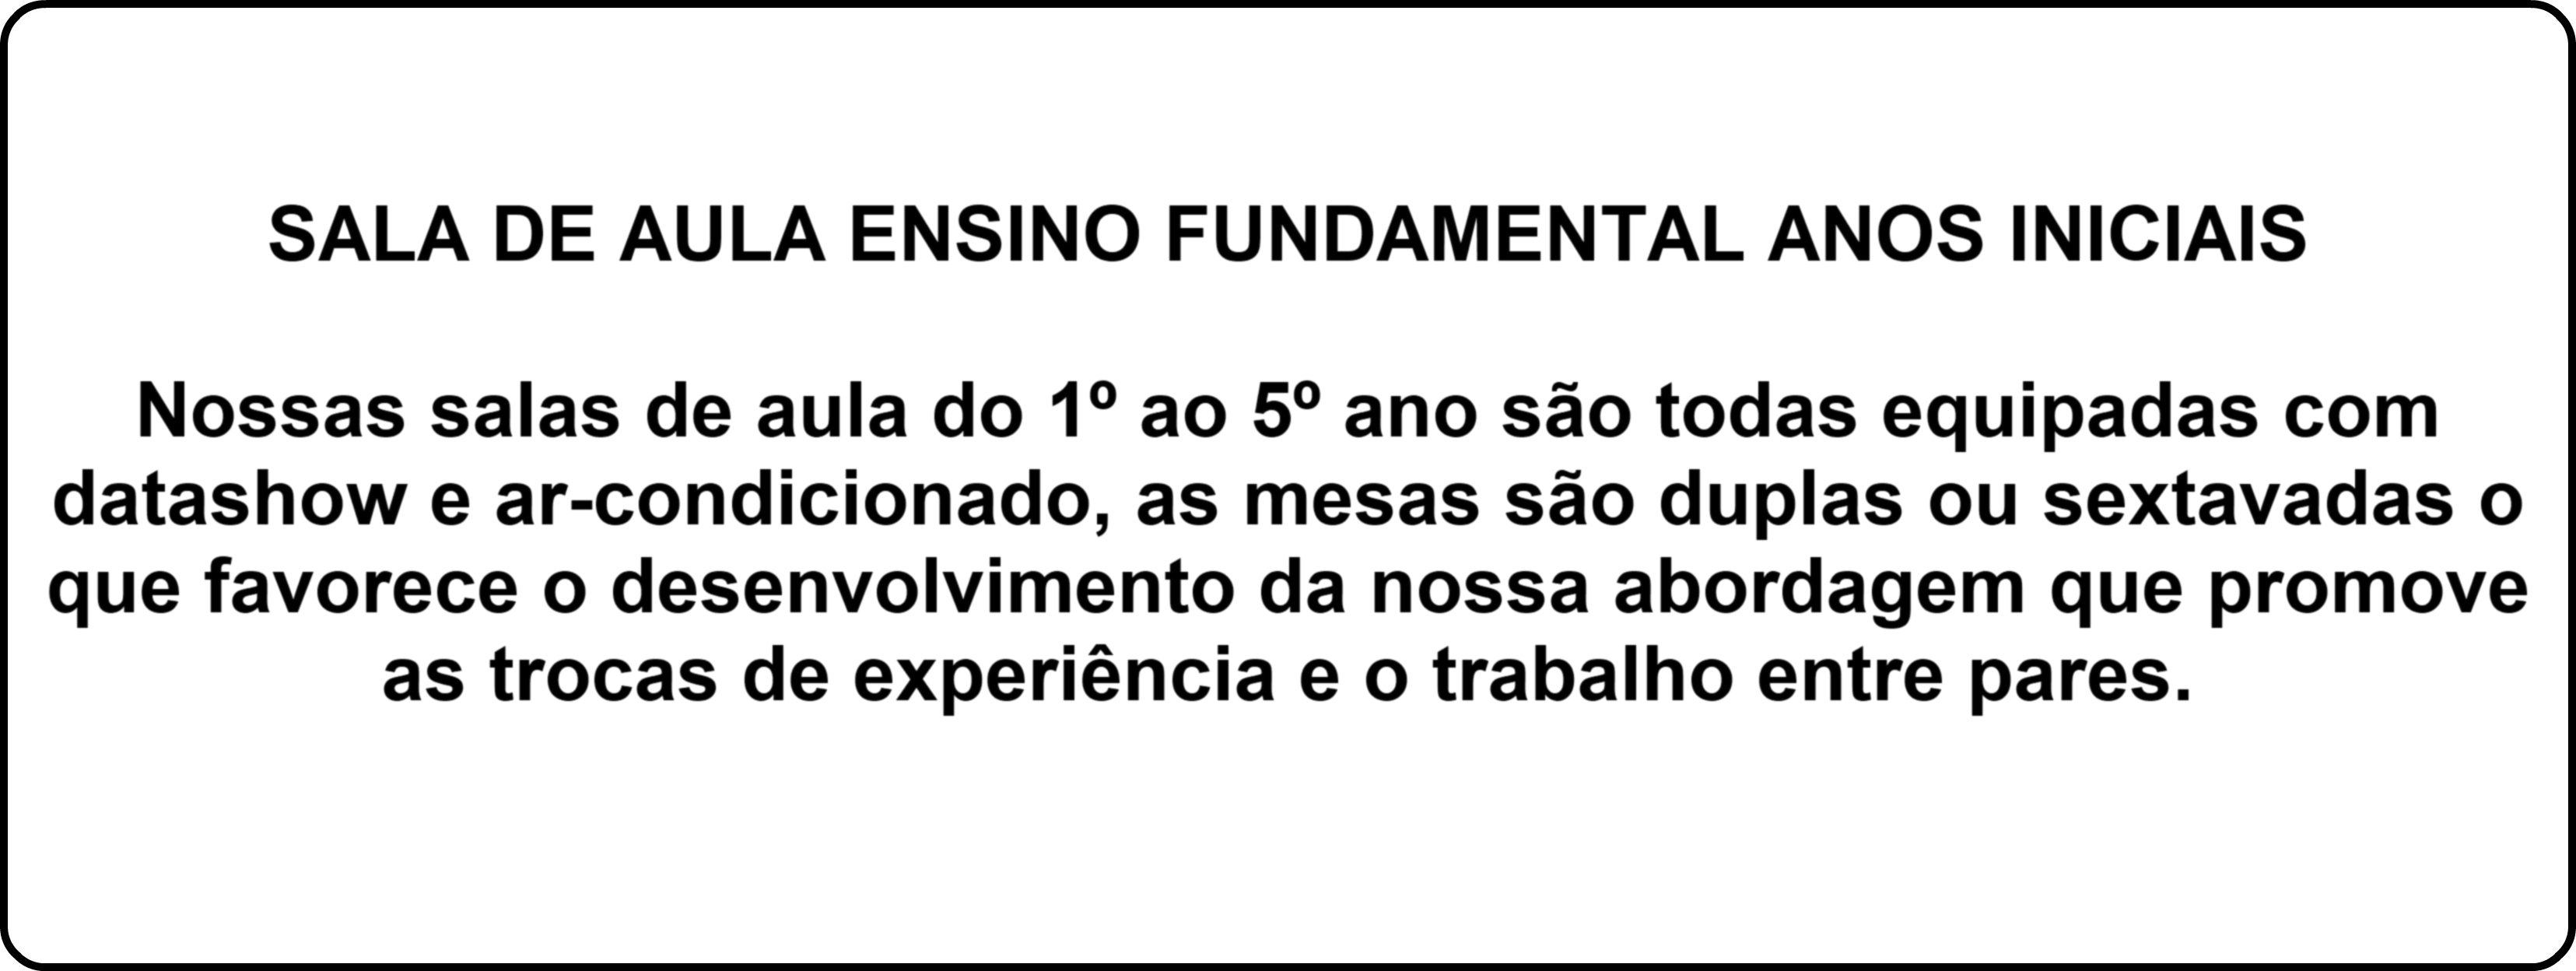 SALA DE AULA ENSINO FUNDAMENTAL ANOS INICIAIS
Nossas salas de aula do 1º ao 5º ano são todas equipadas com
datashow e ar-condicionado, as mesas são duplas ou sextavadas o
que favorece o desenvolvimento da nossa abordagem que promove
as trocas de experiência e o trabalho entre pares.